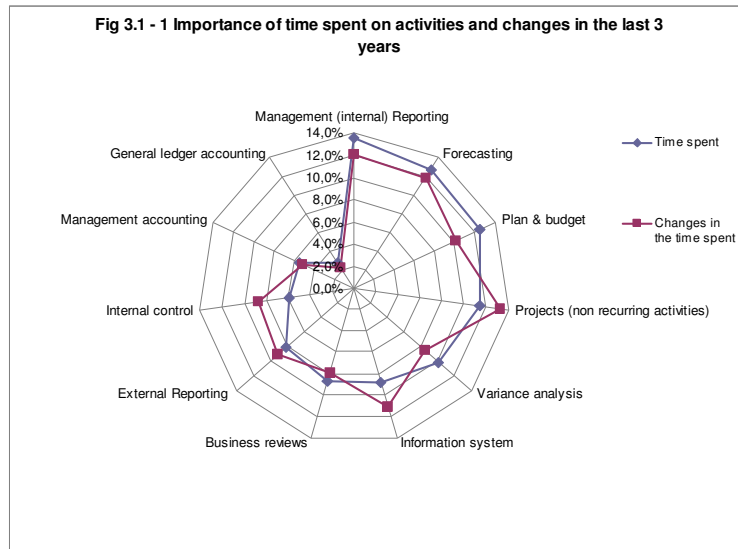 Fig 3.1 - 1 Importance of time spent on activities and changes in the last 3
years
Management (internal) Reporting
14,0%
12,0%
10,0%
8,0%
6,0%
4,0%
2,0%
0,0%
Forecasting
Plan & budget
Projects (non recurring activities)
Variance analysis
Information system
Business reviews
External Reporting
Internal control
Management accounting
General ledger accounting
Time spent
Changes in
the time spent